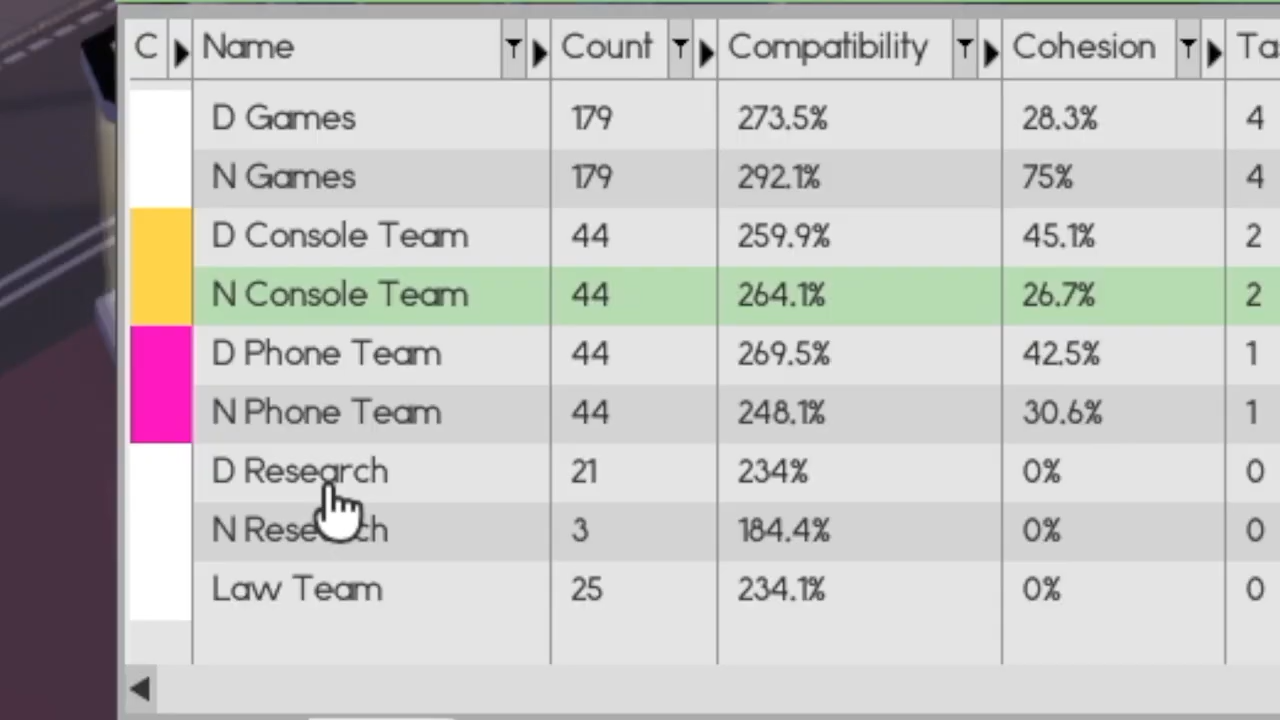 C Name Count Compatibility Cohesion Ta
D Games 179 273.5% 28.3% 4
N Games 179 292.1% 75% 4
D Console Team 44 259.9% 45.1% 2
N Console Team 44 264.1% 26.7% 2
D Phone Team 44 269.5% 42.5% 1
N Phone Team 44 248.1% 30.6% 1
D Research 21 234% 0% 0
N Research 3 184.4% 0% 0
Law Team 25 234.1% 0% 0